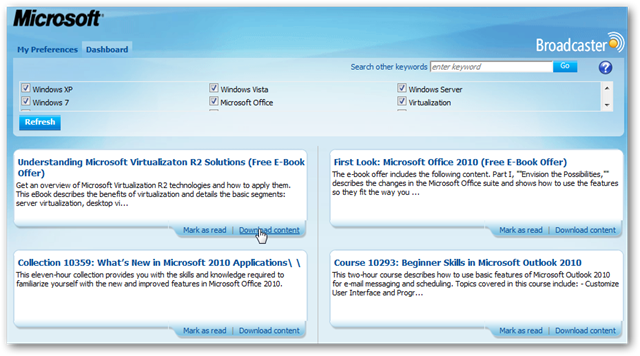 Microsoft®
My Preferences Dashboard
Broadcaster
Search other keywords enter keyword Go ?
Windows XP Windows Vista Windows Server
Windows 7 Microsoft Office Virtualization
Refresh
Understanding Microsoft Virtualizaton R2 Solutions (Free E-Book
Offer)
Get an overview of Microsoft Virtualization R2 technologies and how to apply them.
This eBook describes the benefits of virtualization and details the basic segments:
server virtualization, desktop vi...
Mark as read | Download content
First Look: Microsoft Office 2010 (Free E-Book Offer)
The e-book offer includes the following content. Part I, ""Envision the Possibilities,""
describes the changes in the Microsoft Office suite and shows how to use the features
so they fit the way you ...
Mark as read | Download content
Collection 10359: What's New in Microsoft 2010 Applications\ \
This eleven-hour collection provides you with the skills and knowledge required to
familiarize yourself with the new and improved features in Microsoft Office 2010.
Mark as read | Download content
Course 10293: Beginner Skills in Microsoft Outlook 2010
This two-hour course describes how to use basic features of Microsoft Outlook 2010
for e-mail messaging and scheduling. Topics covered in this course include: - Customize
User Interface and Progr...
Mark as read | Download content